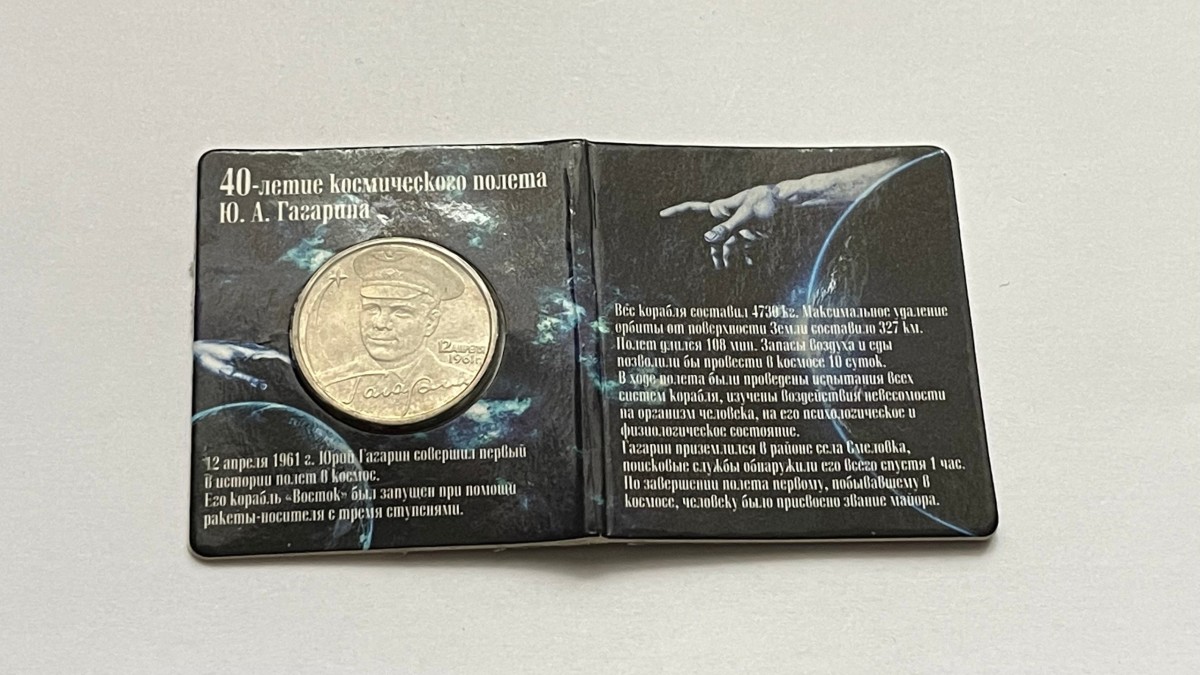 40-летие космического полета
Ю. А. Гагарина
12 апреля
1961 г.
Гагарин
12 апреля 1961 г. Юрий Гагарин совершил первый
в истории полет в космос.
Его корабль «Восток» был запущен при помощи
ракеты-носителя с тремя ступенями.
Вес корабля составил 4730 кг. Максимальное удаление
орбиты от поверхности Земли составило 327 км.
Полет длился 108 мин. Запасы воздуха и еды
позволили бы провести в космосе 10 суток.
В ходе полета были проведены испытания всех
систем корабля, изучены воздействия невесомости
на организм человека, на его психологическое и
физиологическое состояние.
Гагарин приземлился в районе села Смеловка,
поисковые службы обнаружили его всего спустя 1 час.
По завершении полета первому, побывавшему в
космосе, человеку было присвоено звание майора.